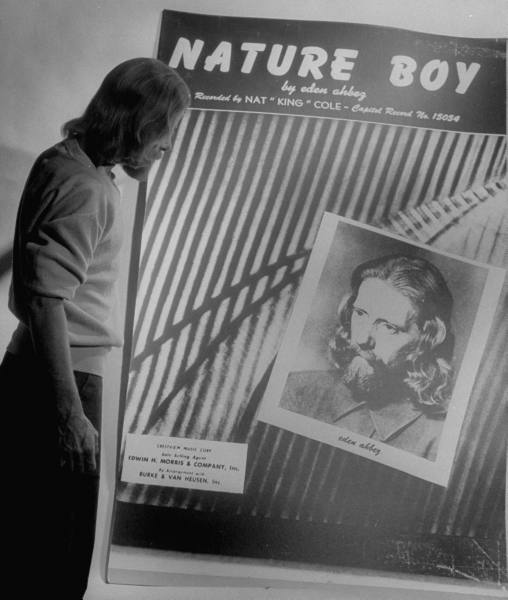 NATURE BOY
by eden ahbez
Recorded by NAT "KING" COLE - Capitol Record No. 15054
eden ahbez
CRESTVIEW MUSIC CORP
Sole Selling Agent
EDWIN H. MORRIS & COMPANY, Inc.
By Arrangement with
BURKE & VAN HEUSEN, Inc.